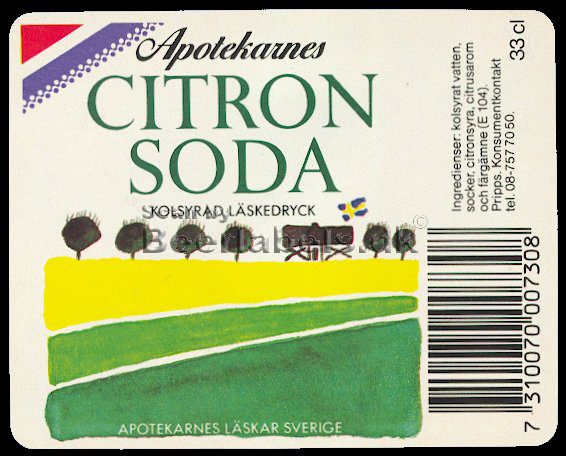 Apotekarnes
CITRON
SODA
KOLSYRAD LÄSKEDRYCK
Beerlabels.dk
©
APOTEKARNES LÄSKAR SVERIGE
Ingredienser: kolsyrat vatten,
socker, citronsyra, citrusarom
och färgämne (E 104).
Pripps. Konsumentkontakt
tel. 08-757 70 50.
33 cl
7 310070 007308